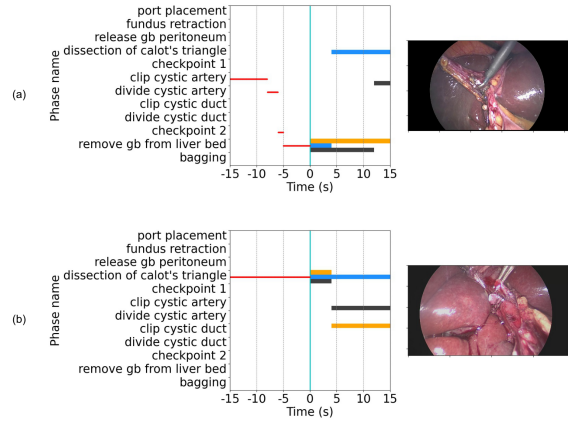 (a)
Phase name
port placement
fundus retraction
release gb peritoneum
dissection of calot's triangle
checkpoint 1
clip cystic artery
divide cystic artery
clip cystic duct
divide cystic duct
checkpoint 2
remove gb from liver bed
bagging
-15 -10 -5 0 5 10 15
Time (s)
(b)
Phase name
port placement
fundus retraction
release gb peritoneum
dissection of calot's triangle
checkpoint 1
clip cystic artery
divide cystic artery
clip cystic duct
divide cystic duct
checkpoint 2
remove gb from liver bed
bagging
-15 -10 -5 0 5 10 15
Time (s)